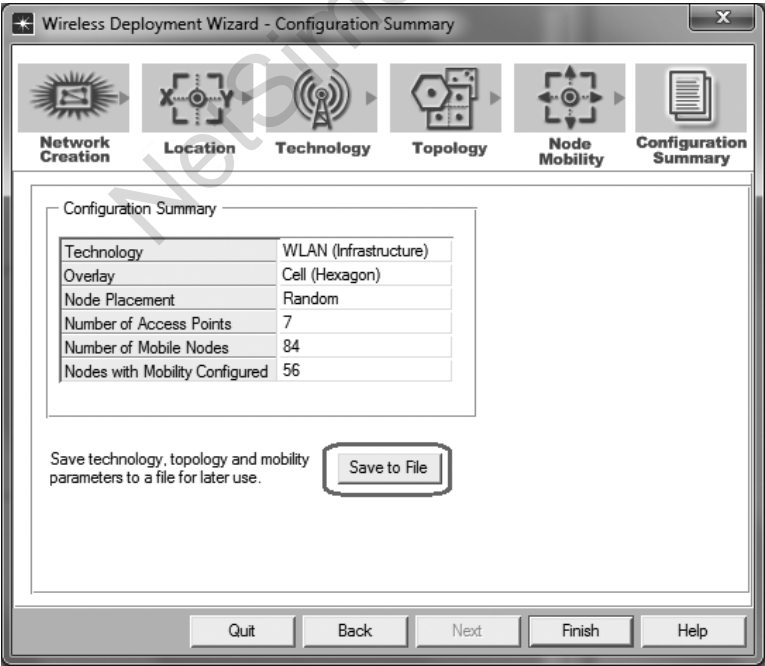 Wireless Deployment Wizard - Configuration Summary
X
Y
Network
Creation
Location
Technology
Topology
Node
Mobility
Configuration
Summary
Configuration Summary
Technology WLAN (Infrastructure)
Overlay Cell (Hexagon)
Node Placement Random
Number of Access Points 7
Number of Mobile Nodes 84
Nodes with Mobility Configured 56
Save technology, topology and mobility
parameters to a file for later use.
Save to File
Quit Back Next Finish Help